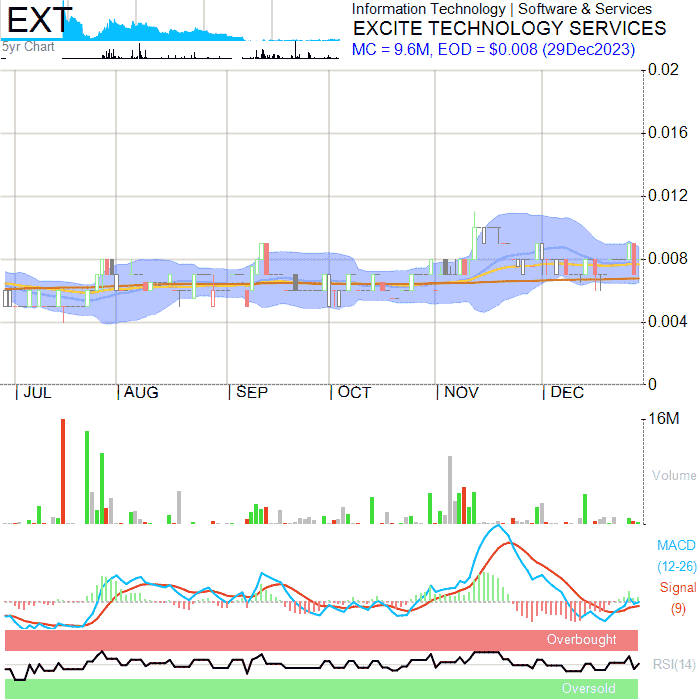 EXT
Information Technology | Software & Services
EXCITE TECHNOLOGY SERVICES
5yr Chart
MC = 9.6M, EOD = $0.008 (29Dec2023)
0.02
0.016
0.012
0.008
0.004
0
| JUL | AUG | SEP | OCT | NOV | DEC
16M
Volume
MACD
(12-26)
Signal
(9)
Overbought
RSI(14)
Oversold